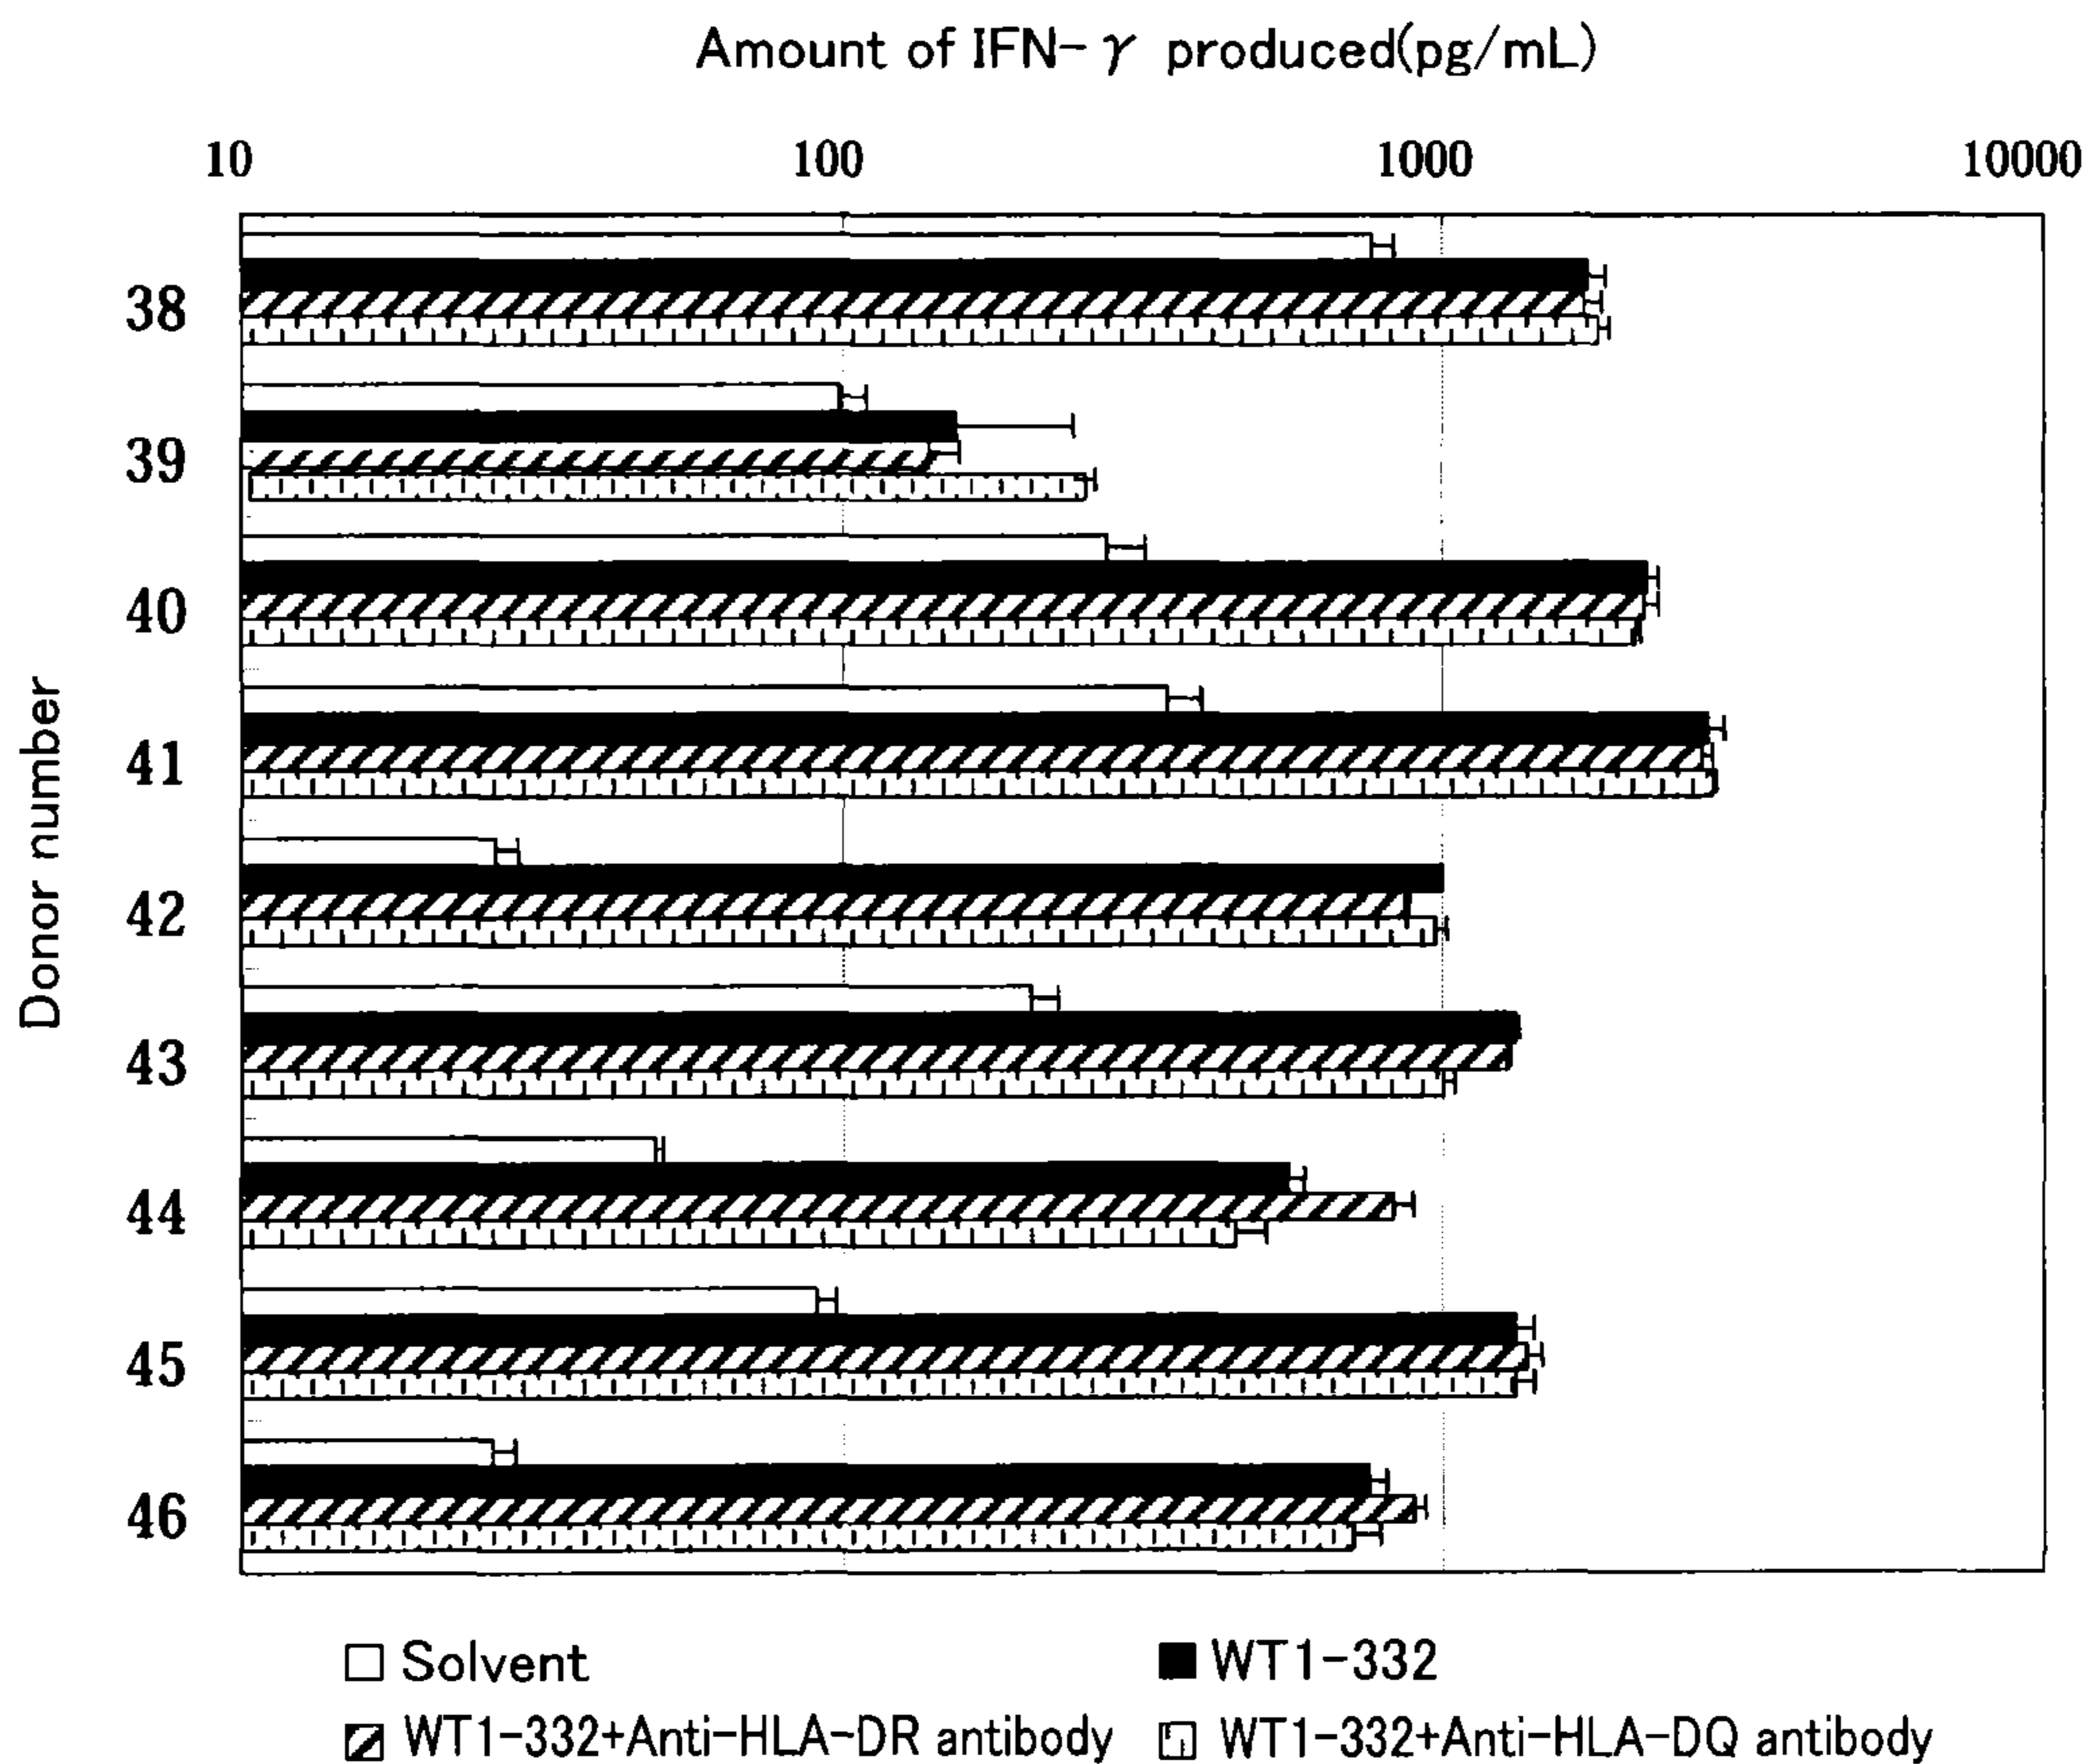 Amount of IFN-γ produced(pg/mL)
10 100 1000 10000
Donor number
38
39
40
41
42
43
44
45
46
Solvent WT1-332
WT1-332+Anti-HLA-DR antibody WT1-332+Anti-HLA-DQ antibody